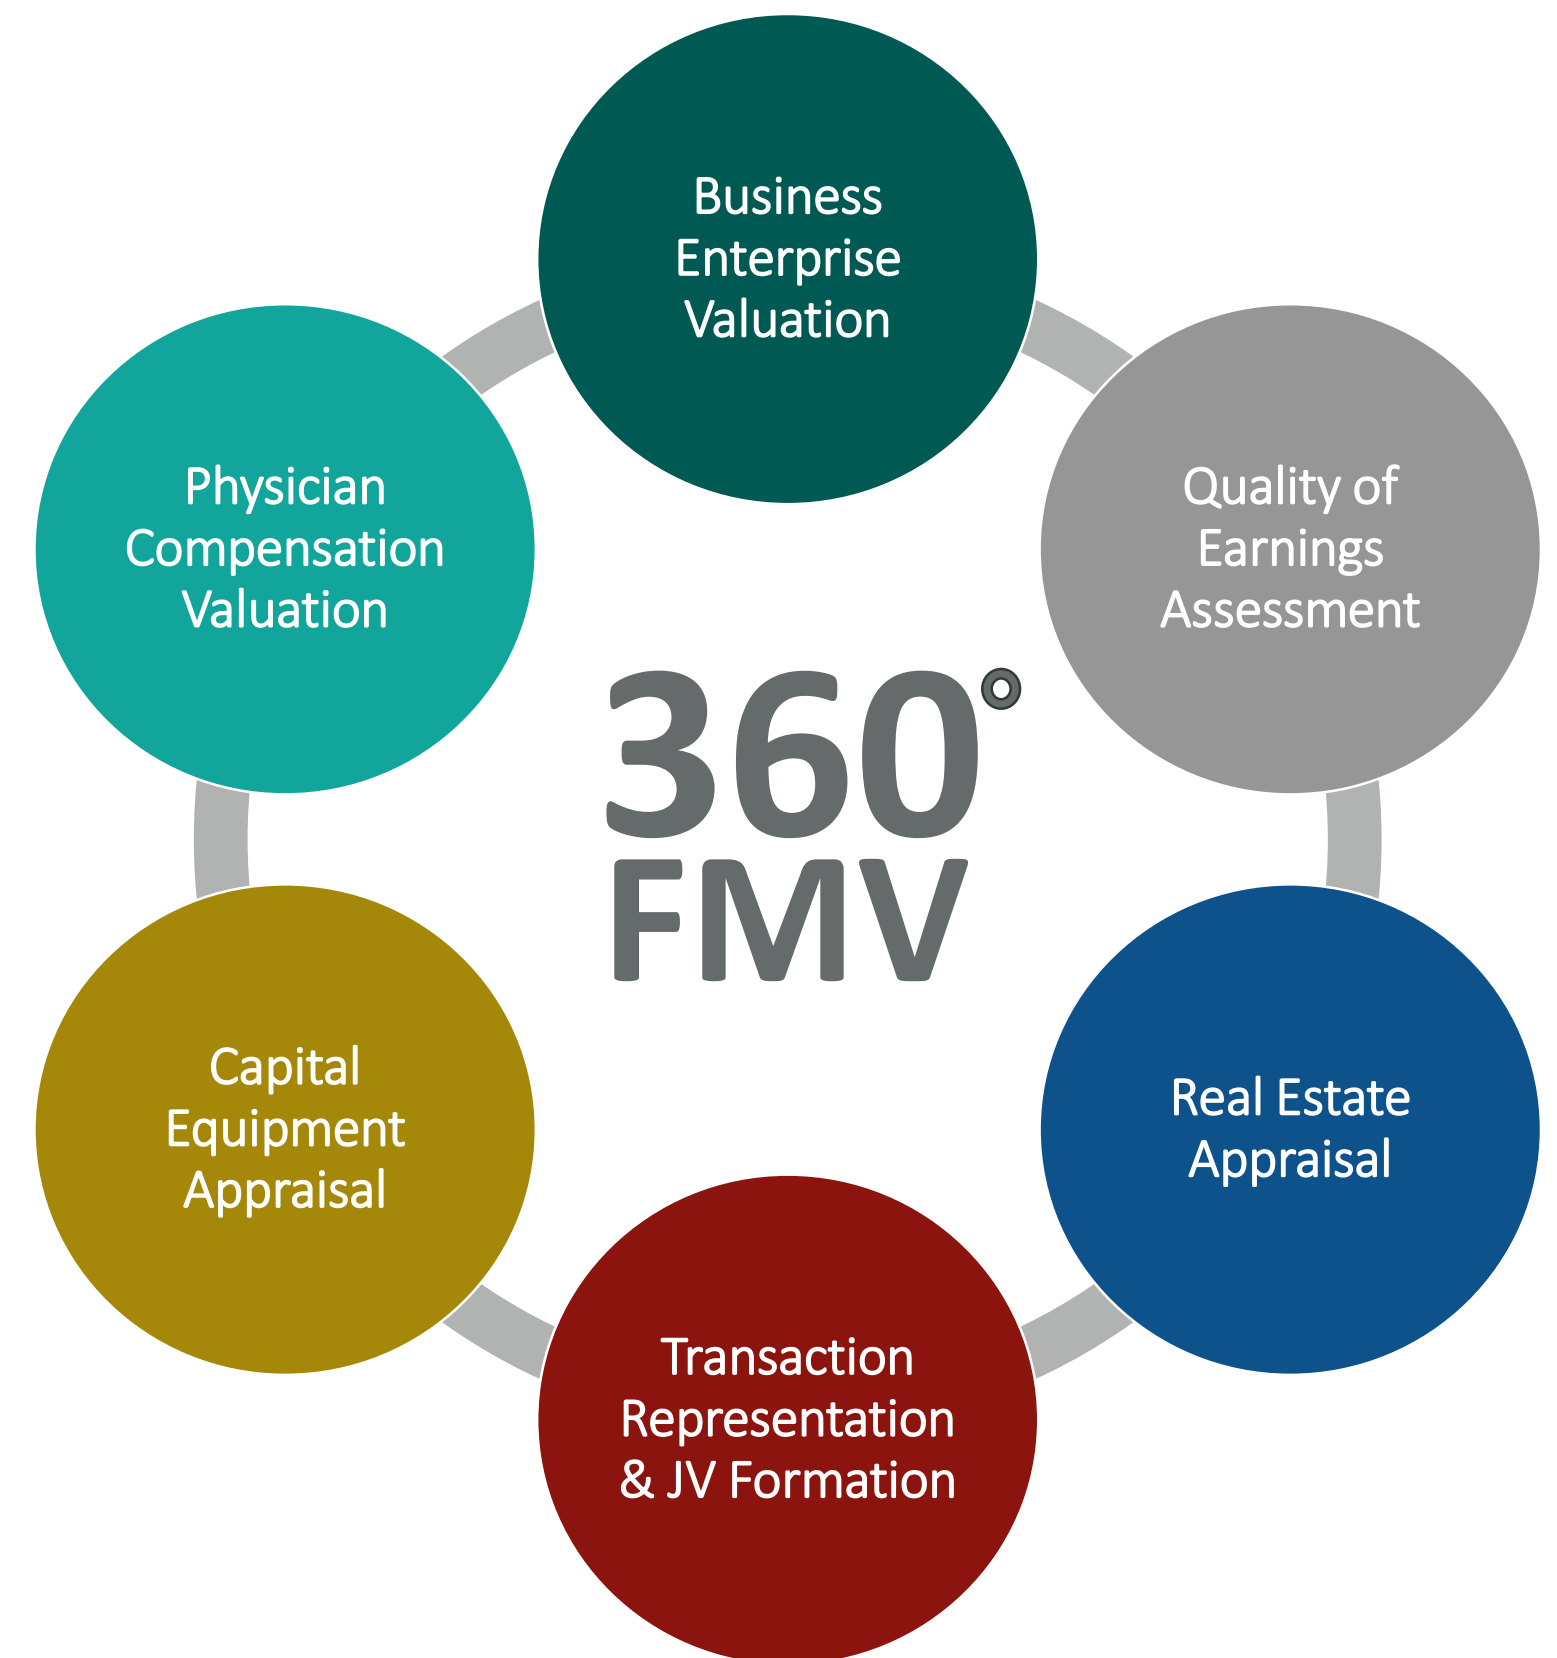 Business
Enterprise
Valuation
Quality of
Earnings
Assessment
Real Estate
Appraisal
Transaction
Representation
& JV Formation
Capital
Equipment
Appraisal
Physician
Compensation
Valuation
360°
FMV